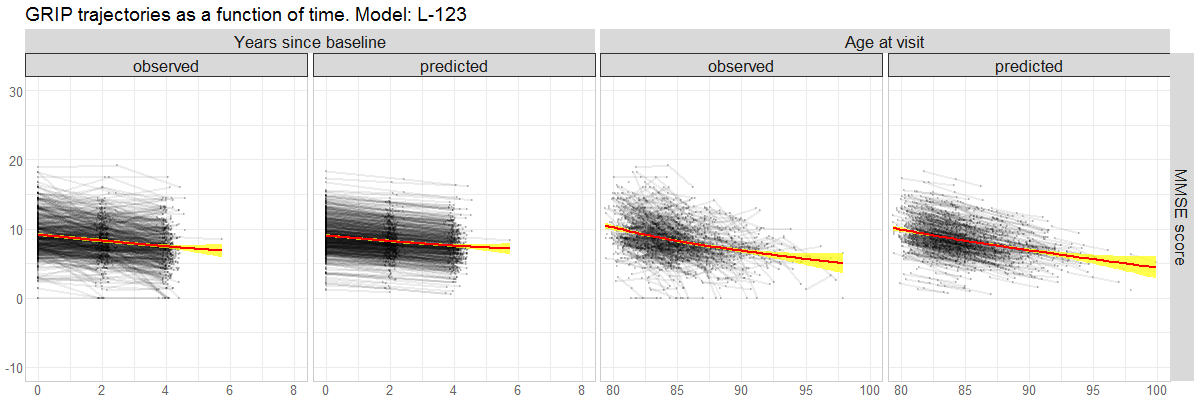 GRIP trajectories as a function of time. Model: L-123
Years since baseline
Age at visit
observed
predicted
observed
predicted
30
20
10
0
-10
MMSE score
0 2 4 6 8 0 2 4 6 8 80 85 90 95 100 80 85 90 95 100